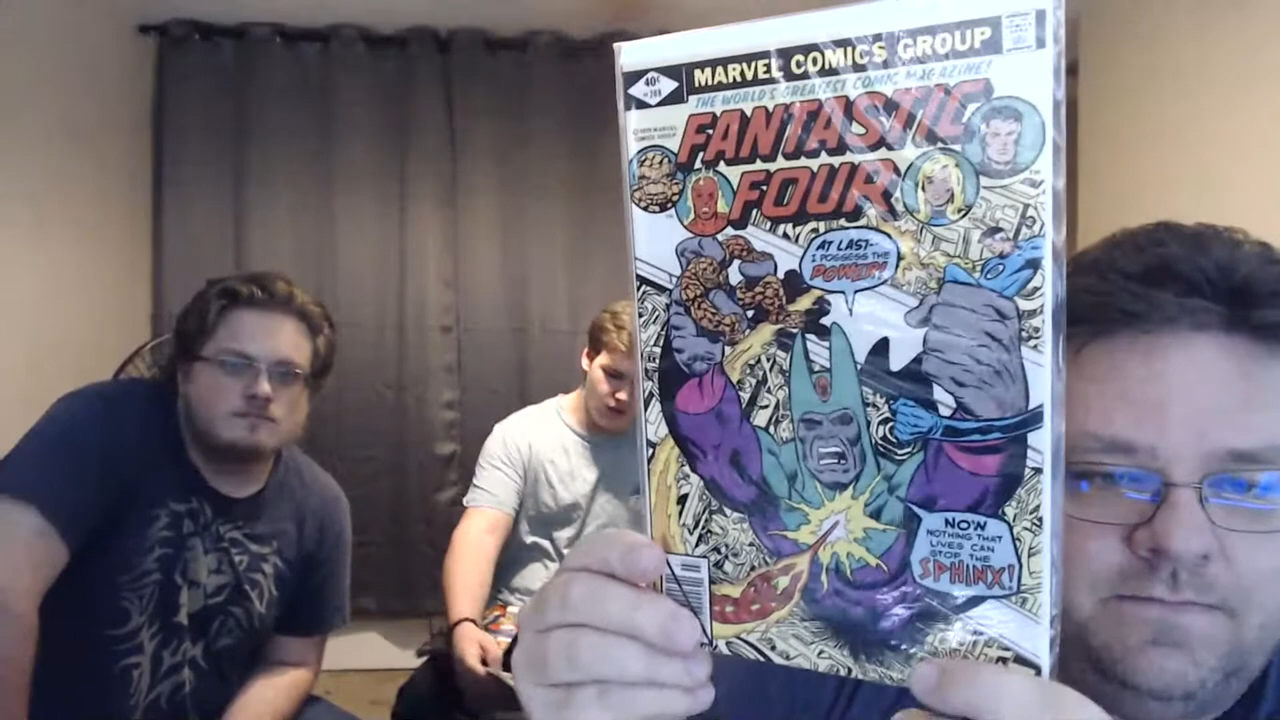 MARVEL COMICS GROUP
40¢
THE WORLD'S GREATEST COMIC MAGAZINE!
FANTASTIC
FOUR
AT LAST--
I POSSESS THE
POWER!
NOW
NOTHING THAT
LIVES CAN
STOP THE
SPHINX!